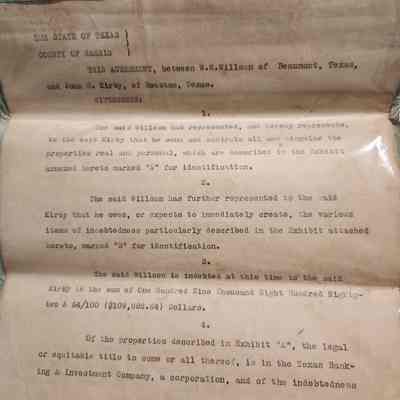 THE STATE OF TEXAS
COUNTY OF HARRIS
THIS AGREEMENT, between W.W.Willson of Beaumont, Texas,
and John H. Kirby, of Houston, Texas.
WITNESSETH:
1.
The said Willson has represented, and hereby represents,
to the said Kirby that he owns and controls all and singular the
properties real and personal, which are described in the Exhibit
annexed hereto marked "A" for identification.
2.
The said Willson has further represented to the said
Kirby that he owes, or expects to immediately create, the various
items of indebtedness particularly described in the Exhibit attached
hereto, marked "B" for identification.
3.
The said Willson is indebted at this time to the said
Kirby in the sum of One Hundred Nine Thousand Eight Hundred Eighty-
two & 54/100 ($109,882.54) Dollars.
4.
Of the properties described in Exhibit "A", the legal
or equitable title to some or all thereof, is in the Texas Bank-
ing & Investment Company, a corporation, and of the indebtedness